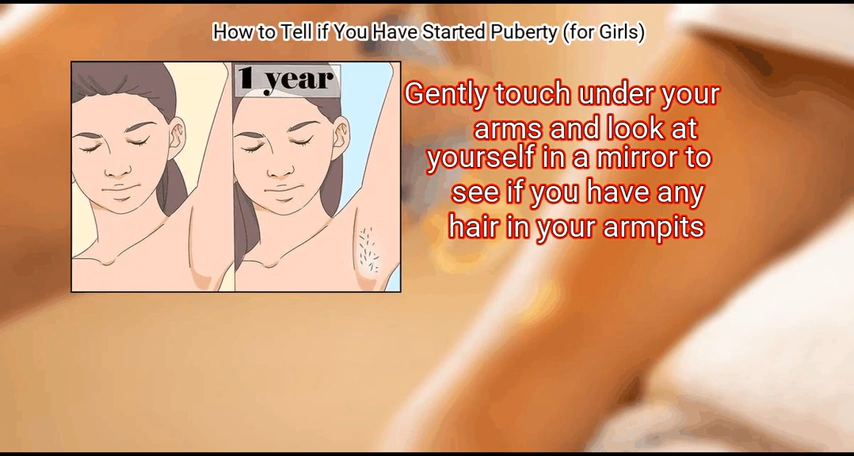 How to Tell if You Have Started Puberty (for Girls)
1 year
Gently touch under your
arms and look at
yourself in a mirror to
see if you have any
hair in your armpits